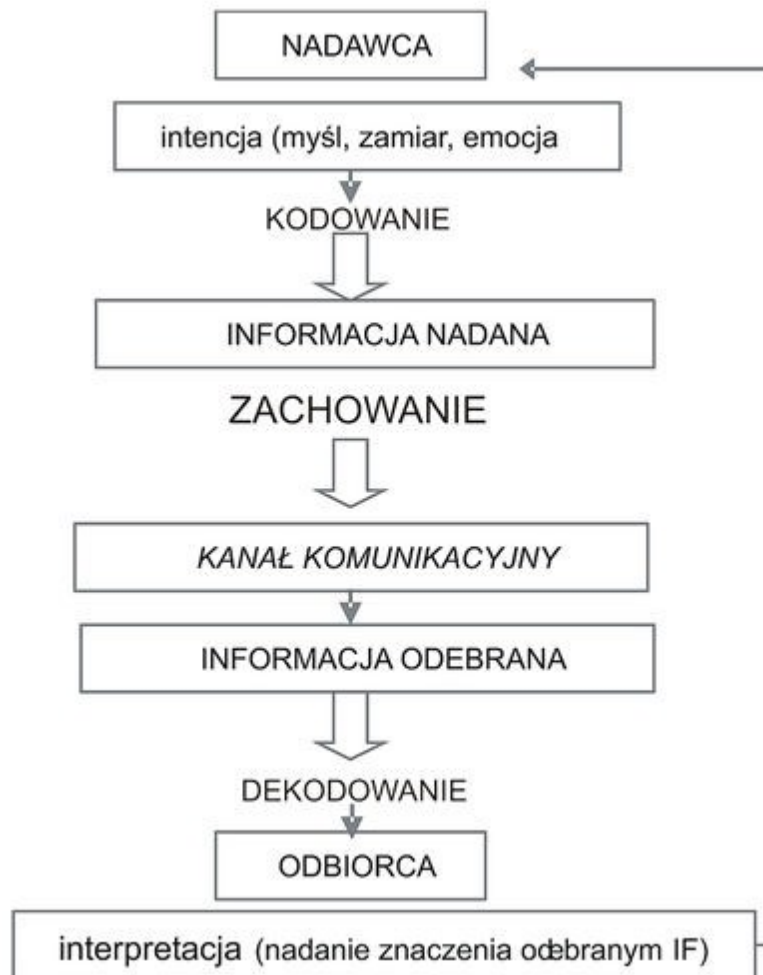 NADAWCA
intencja (myśl, zamiar, emocja
KODOWANIE
INFORMACJA NADANA
ZACHOWANIE
KANAŁ KOMUNIKACYJNY
INFORMACJA ODEBRANA
DEKODOWANIE
ODBIORCA
interpretacja (nadanie znaczenia odebranym IF)